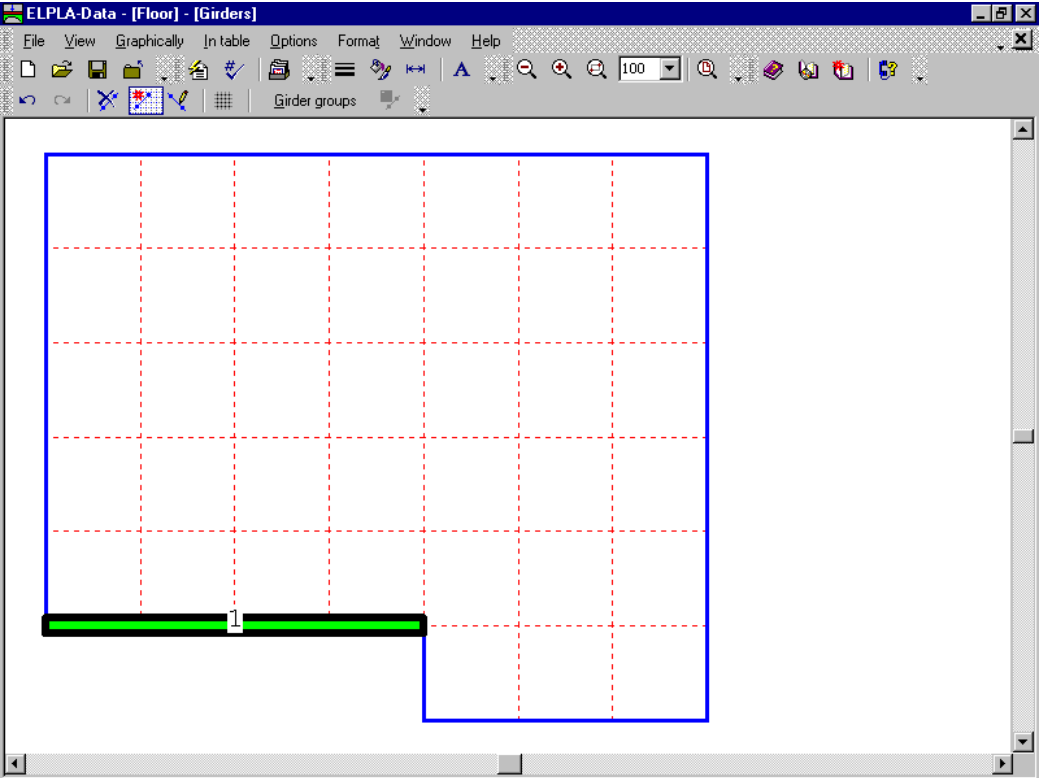 ELPLA-Data - [Floor] - [Girders]
File View Graphically In table Options Format Window Help
A 100
Girder groups
1